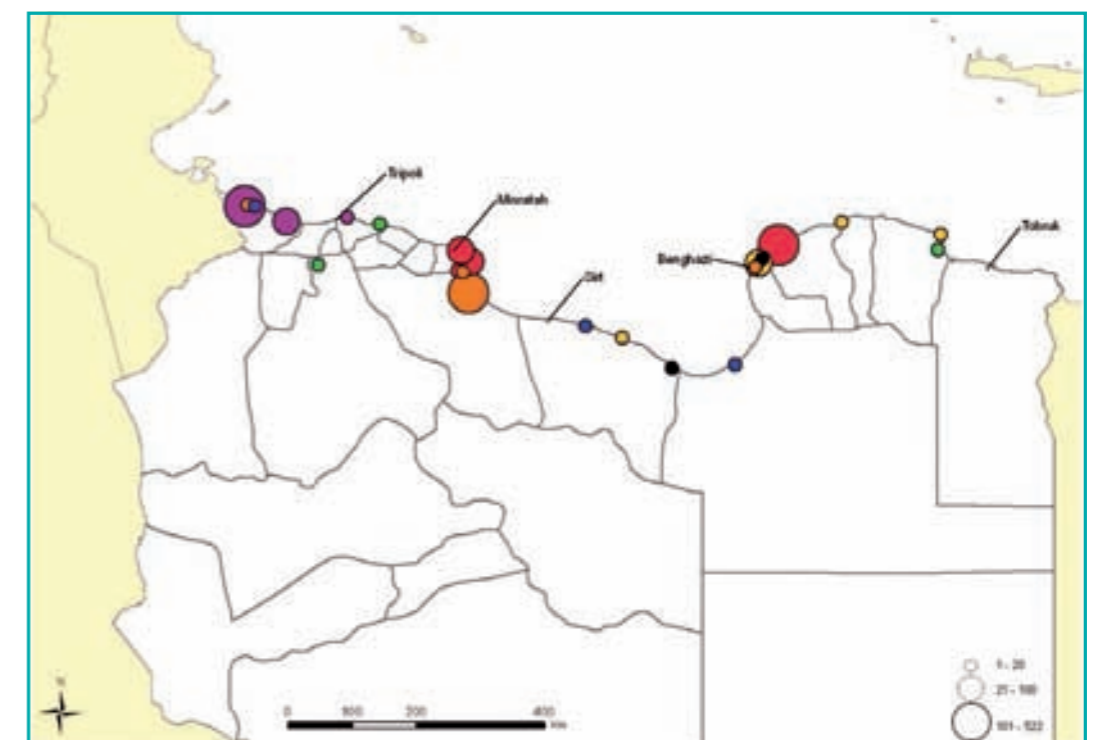 Tripoli
Misratah
Benghazi
Tobruk
Sirt
N
1 - 20
21 - 100
101 - 522
0 100 200 400
Km